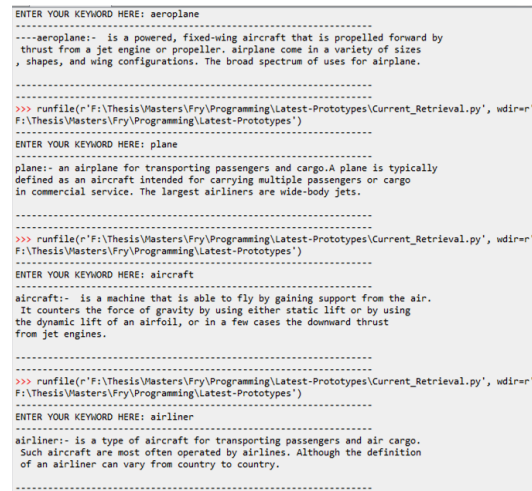 ENTER YOUR KEYWORD HERE: aeroplane
------------------------------------------------------------------
----aeroplane:-  is a powered, fixed-wing aircraft that is propelled forward by
thrust from a jet engine or propeller. airplane come in a variety of sizes
, shapes, and wing configurations. The broad spectrum of uses for airplane.
------------------------------------------------------------------
------------------------------------------------------------------
>>> runfile(r'F:\Thesis\Masters\Fry\Programming\Latest-Prototypes\Current_Retrieval.py', wdir=r'
F:\Thesis\Masters\Fry\Programming\Latest-Prototypes')
------------------------------------------------------------------
ENTER YOUR KEYWORD HERE: plane
------------------------------------------------------------------
plane:- an airplane for transporting passengers and cargo.A plane is typically
defined as an aircraft intended for carrying multiple passengers or cargo
in commercial service. The largest airliners are wide-body jets.
------------------------------------------------------------------
------------------------------------------------------------------
>>> runfile(r'F:\Thesis\Masters\Fry\Programming\Latest-Prototypes\Current_Retrieval.py', wdir=r'
F:\Thesis\Masters\Fry\Programming\Latest-Prototypes')
------------------------------------------------------------------
ENTER YOUR KEYWORD HERE: aircraft
------------------------------------------------------------------
aircraft:-  is a machine that is able to fly by gaining support from the air.
It counters the force of gravity by using either static lift or by using
the dynamic lift of an airfoil, or in a few cases the downward thrust
from jet engines.
------------------------------------------------------------------
------------------------------------------------------------------
>>> runfile(r'F:\Thesis\Masters\Fry\Programming\Latest-Prototypes\Current_Retrieval.py', wdir=r'
F:\Thesis\Masters\Fry\Programming\Latest-Prototypes')
------------------------------------------------------------------
ENTER YOUR KEYWORD HERE: airliner
------------------------------------------------------------------
airliner:- is a type of aircraft for transporting passengers and air cargo.
Such aircraft are most often operated by airlines. Although the definition
of an airliner can vary from country to country.
------------------------------------------------------------------